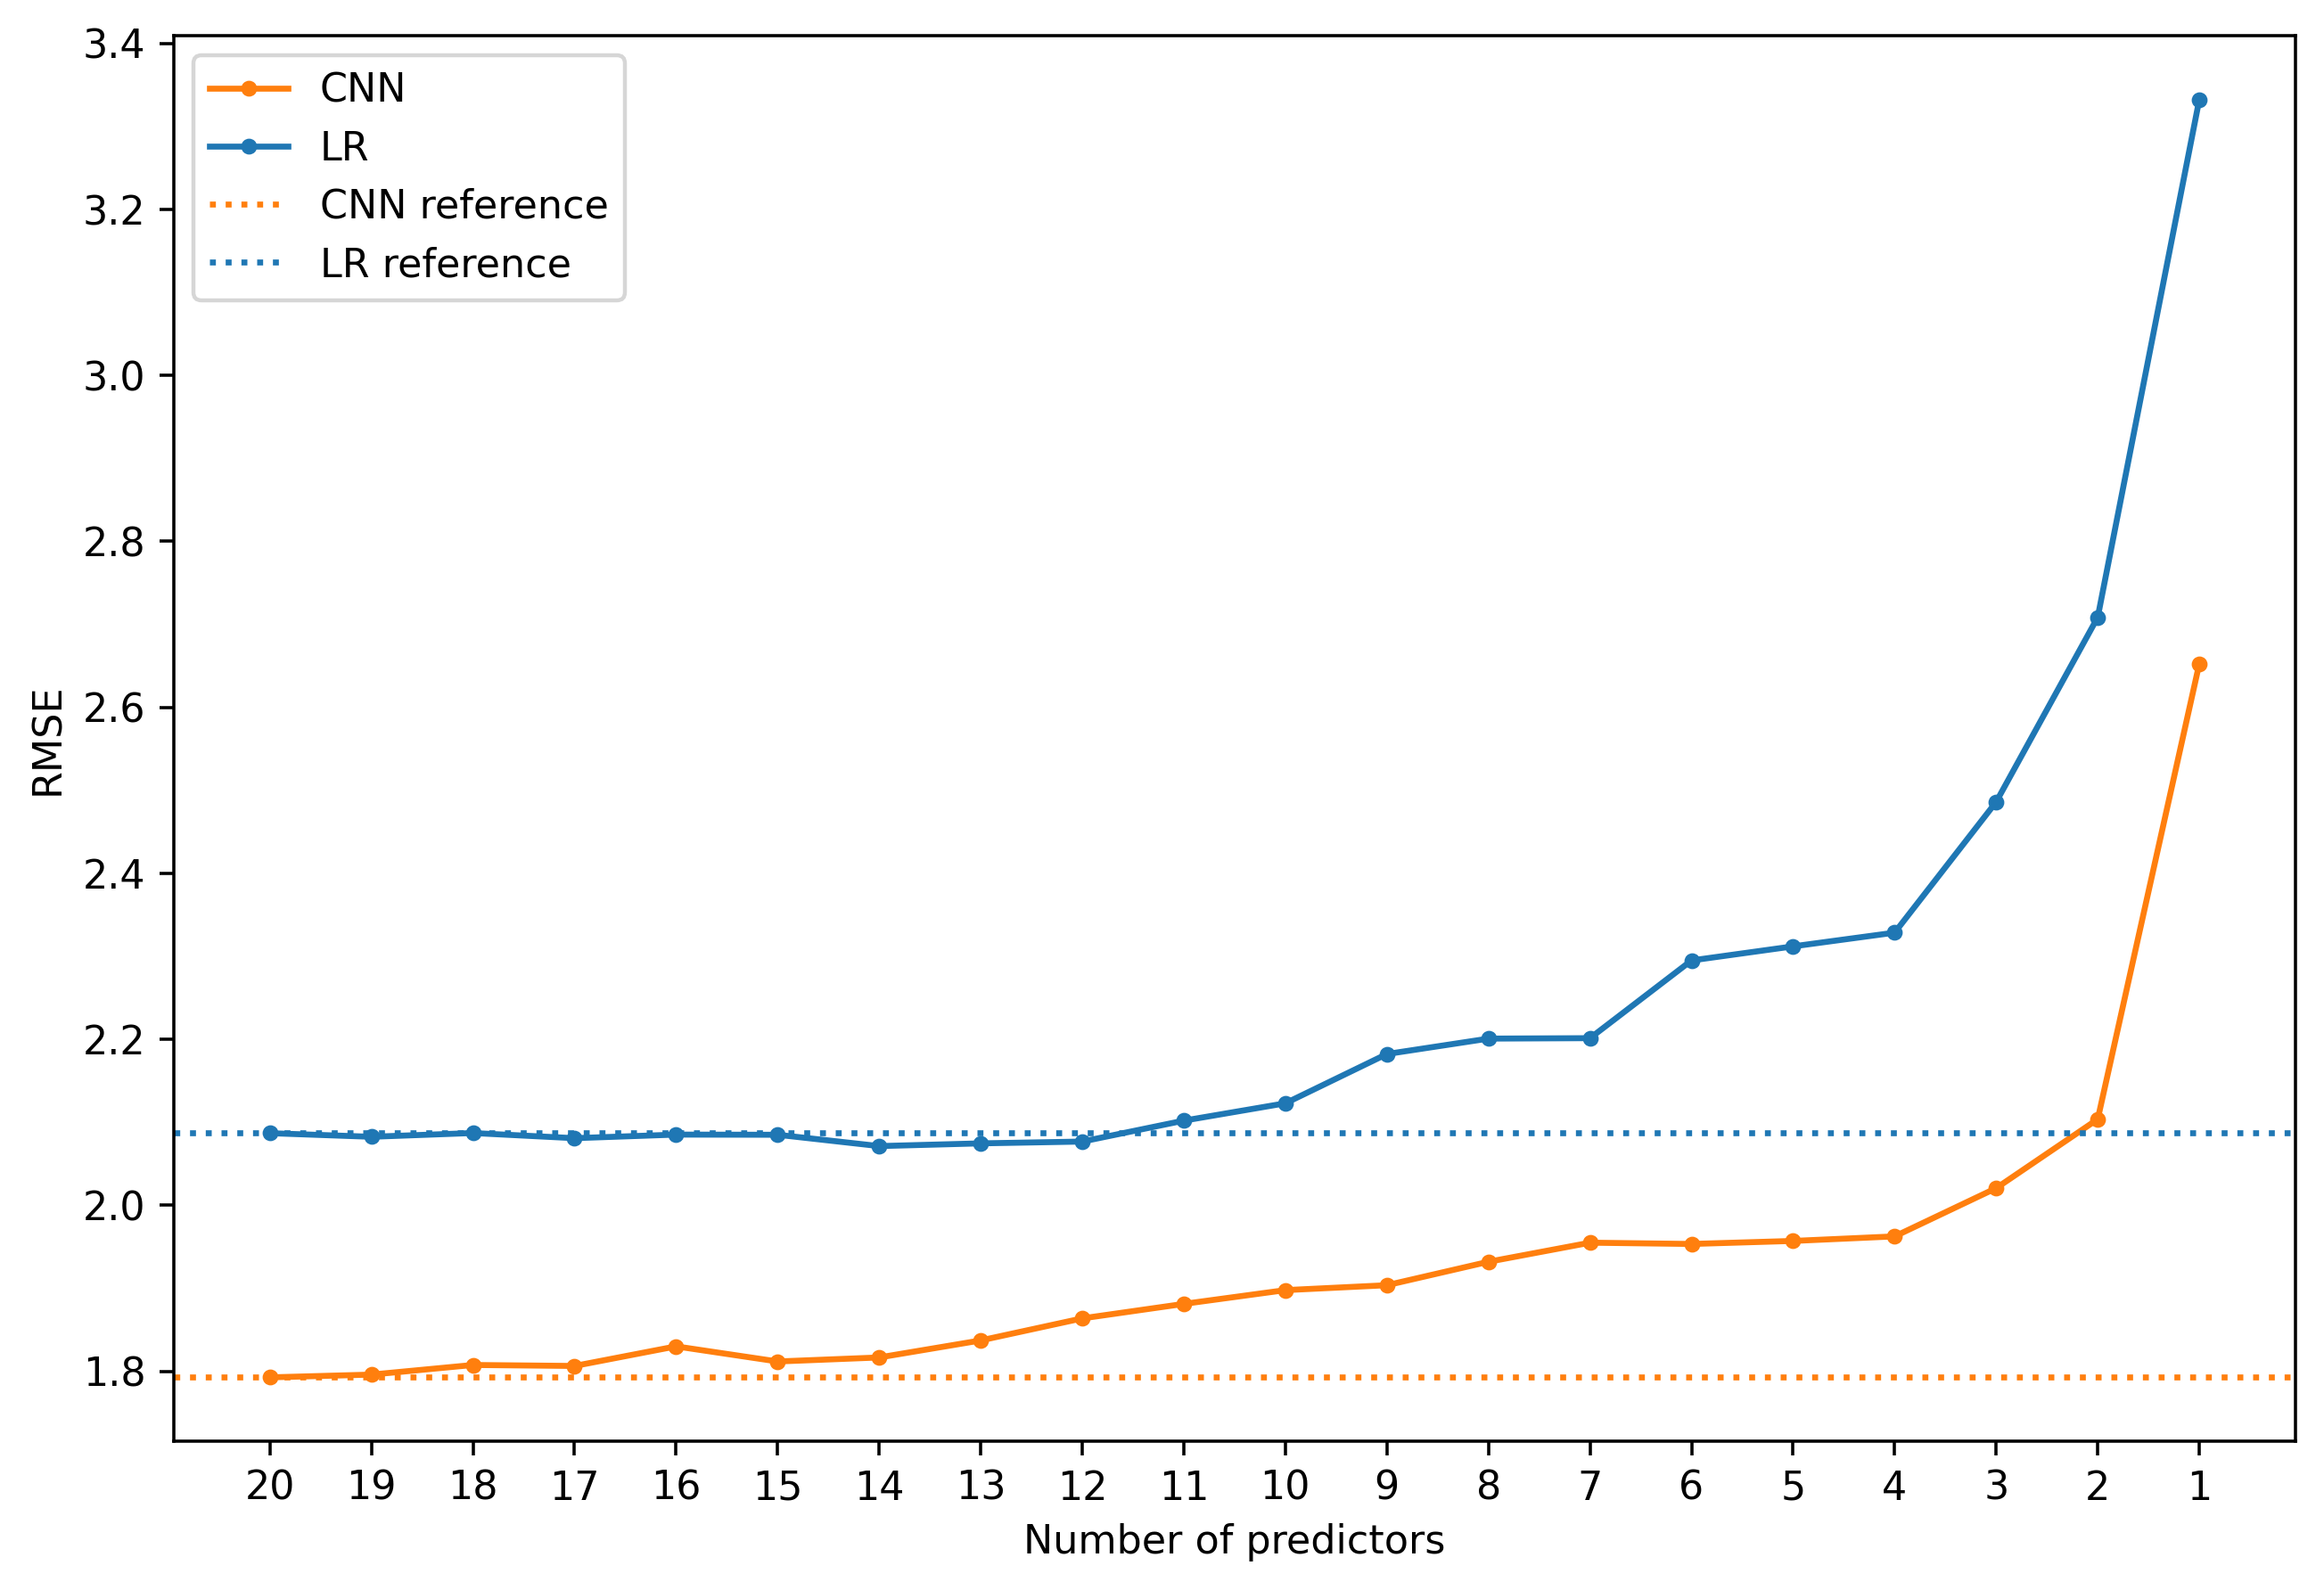 CNN
LR
CNN reference
LR reference
3.4
3.2
3.0
2.8
2.6
2.4
2.2
2.0
1.8
RMSE
20 19 18 17 16 15 14 13 12 11 10 9 8 7 6 5 4 3 2 1
Number of predictors